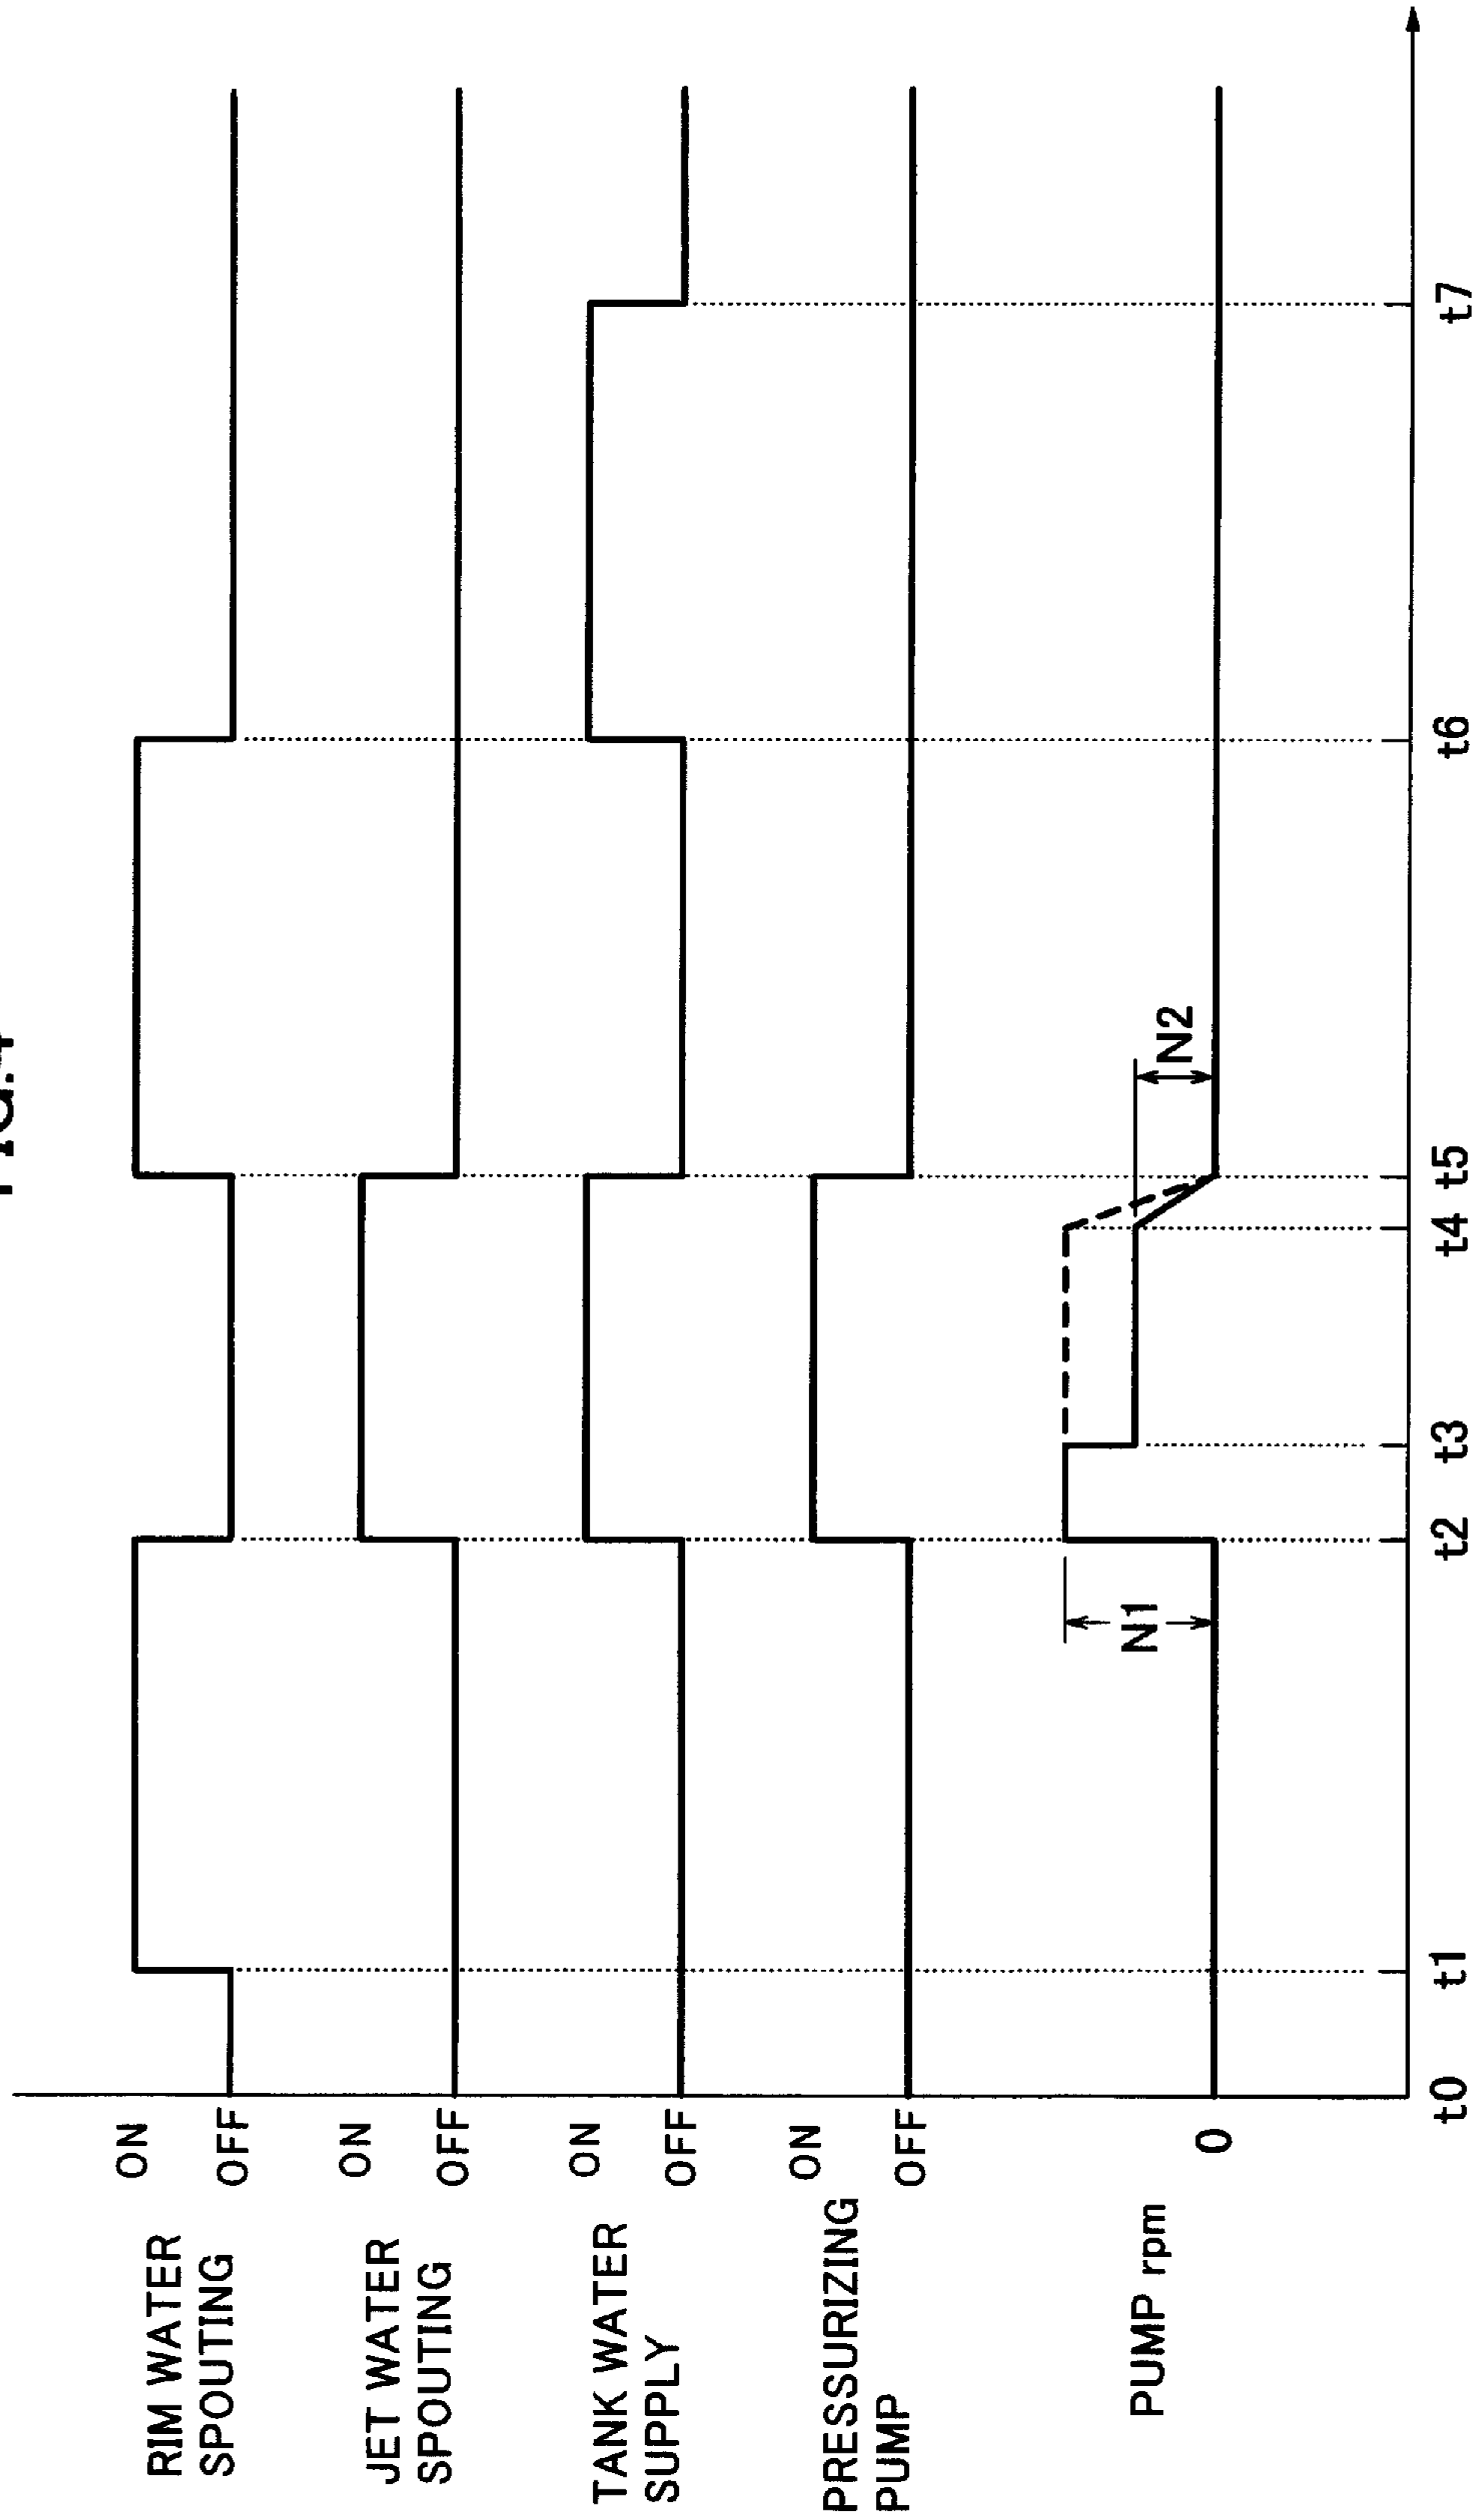 RIM WATER
SPOUTING
ON
OFF
JET WATER
SPOUTING
ON
OFF
TANK WATER
SUPPLY
ON
OFF
PRESSURIZING
PUMP
ON
OFF
PUMP rpm
0
N1
N2
t0 t1 t2 t3 t4 t5 t6 t7